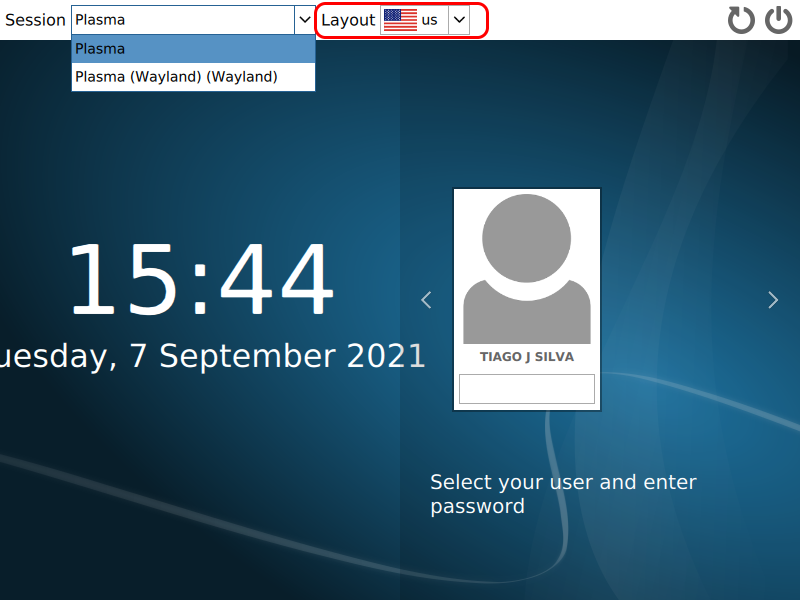 Session Plasma Layout us
Plasma
Plasma (Wayland) (Wayland)
15:44
uesday, 7 September 2021
TIAGO J SILVA
Select your user and enter
password